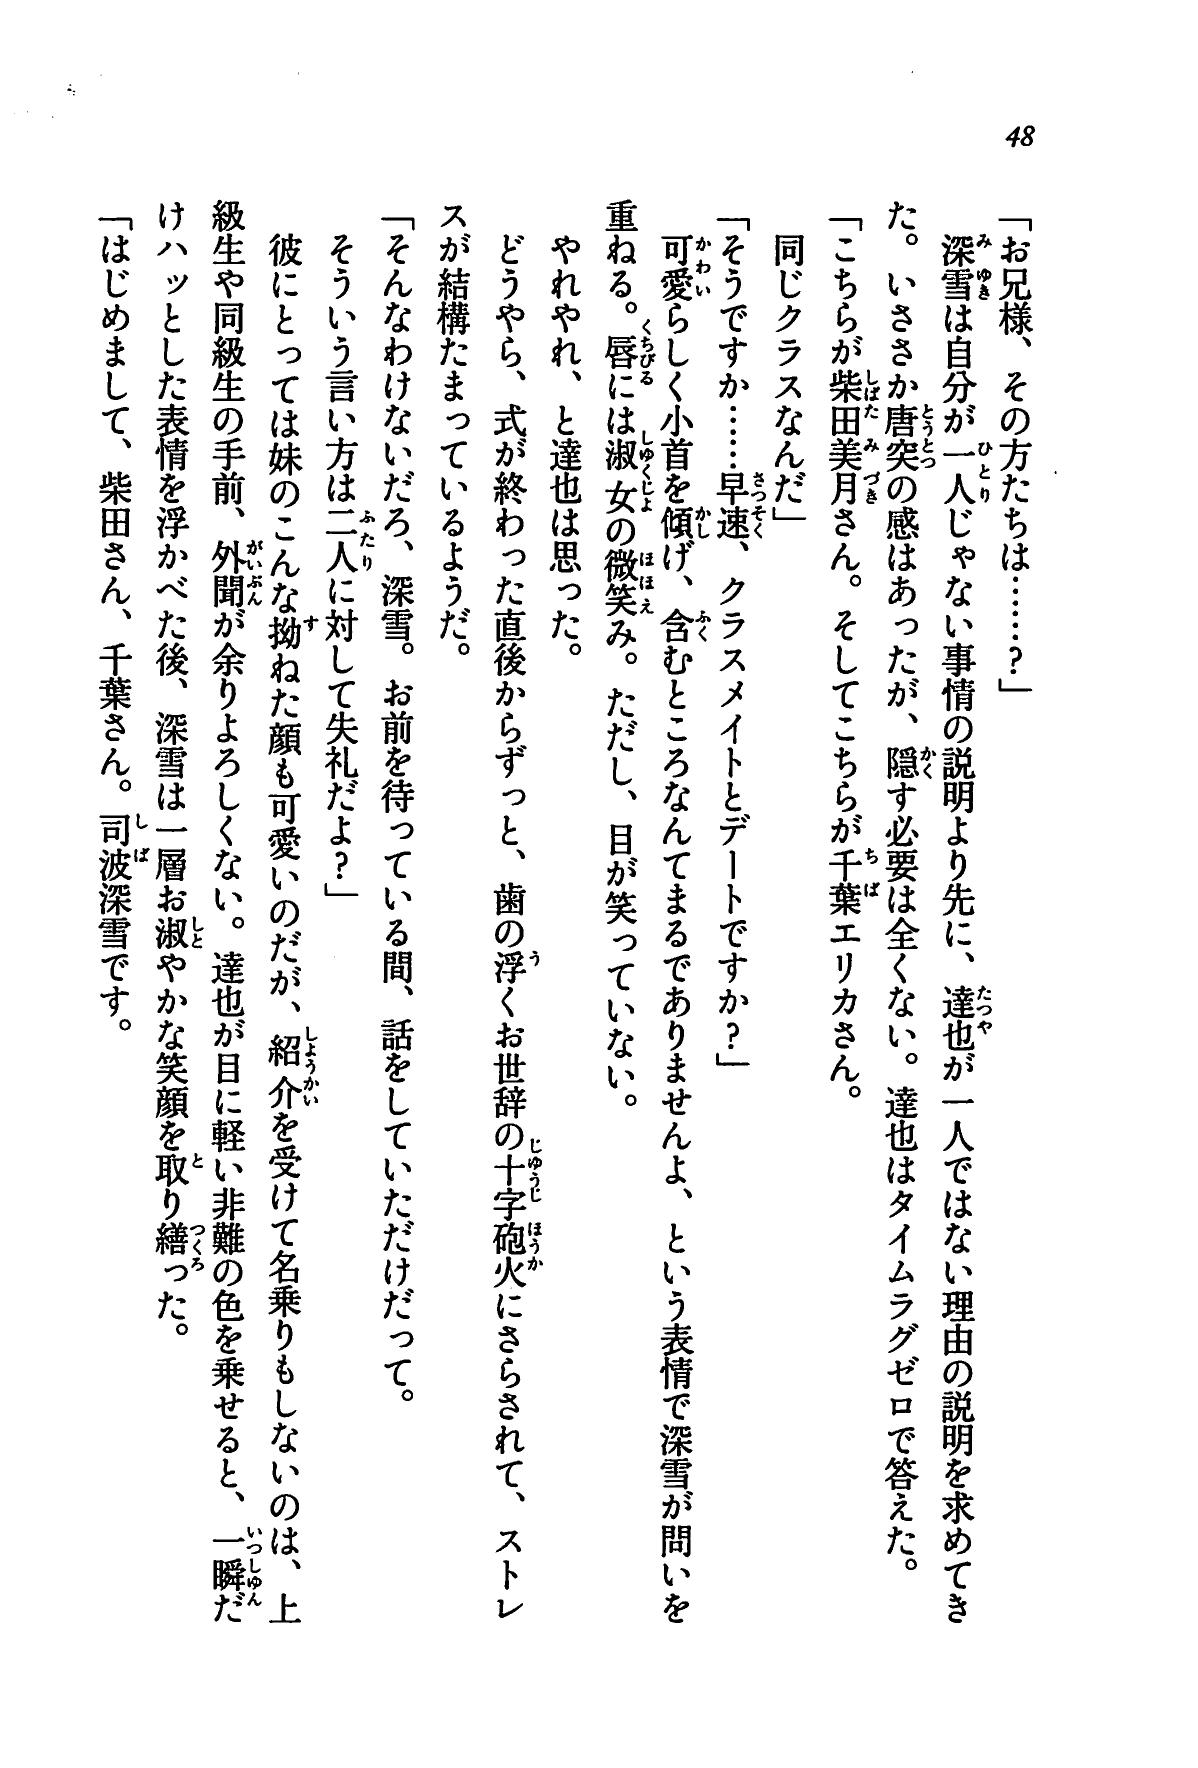 48
「お兄様、その方たちは……？」
深雪は自分が一人じゃない事情の説明より先に、達也が一人ではない理由の説明を求めてき
た。いささか唐突の感はあったが、隠す必要は全くない。達也はタイムラグゼロで答えた。
「こちらが柴田美月さん。そしてこちらが千葉エリカさん。
同じクラスなんだ」
「そうですか……早速、クラスメイトとデートですか？」
可愛らしく小首を傾げ、含むところなんてまるでありませんよ、という表情で深雪が問いを
重ねる。唇には淑女の微笑み。ただし、目が笑っていない。
やれやれ、と達也は思った。
どうやら、式が終わった直後からずっと、歯の浮くお世辞の十字砲火にさらされて、ストレ
スが結構たまっているようだ。
「そんなわけないだろ、深雪。お前を待っている間、話をしていただけだって。
そういう言い方は二人に対して失礼だよ？」
彼にとっては妹のこんな拗ねた顔も可愛いのだが、紹介を受けて名乗りもしないのは、上
級生や同級生の手前、外聞が余りよろしくない。達也が目に軽い非難の色を乗せると、一瞬だ
けハッとした表情を浮かべた後、深雪は一層お淑やかな笑顔を取り繕った。
「はじめまして、柴田さん、千葉さん。司波深雪です。